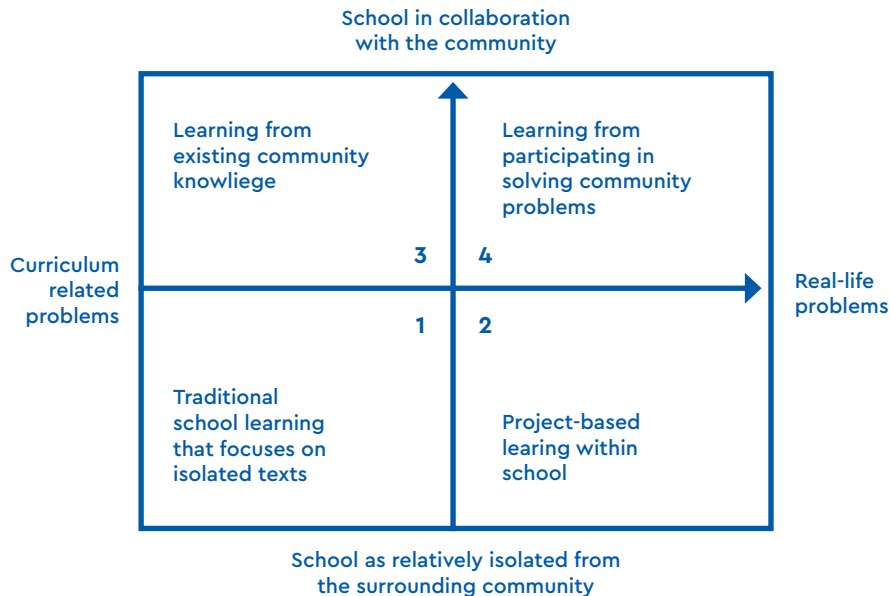 School in collaboration
with the community
Learning from
existing community
knowliege
Learning from
participating in
solving community
problems
3
4
Curriculum
related
problems
Real-life
problems
1
2
Traditional
school learning
that focuses on
isolated texts
Project-based
learing within
school
School as relatively isolated from
the surrounding community